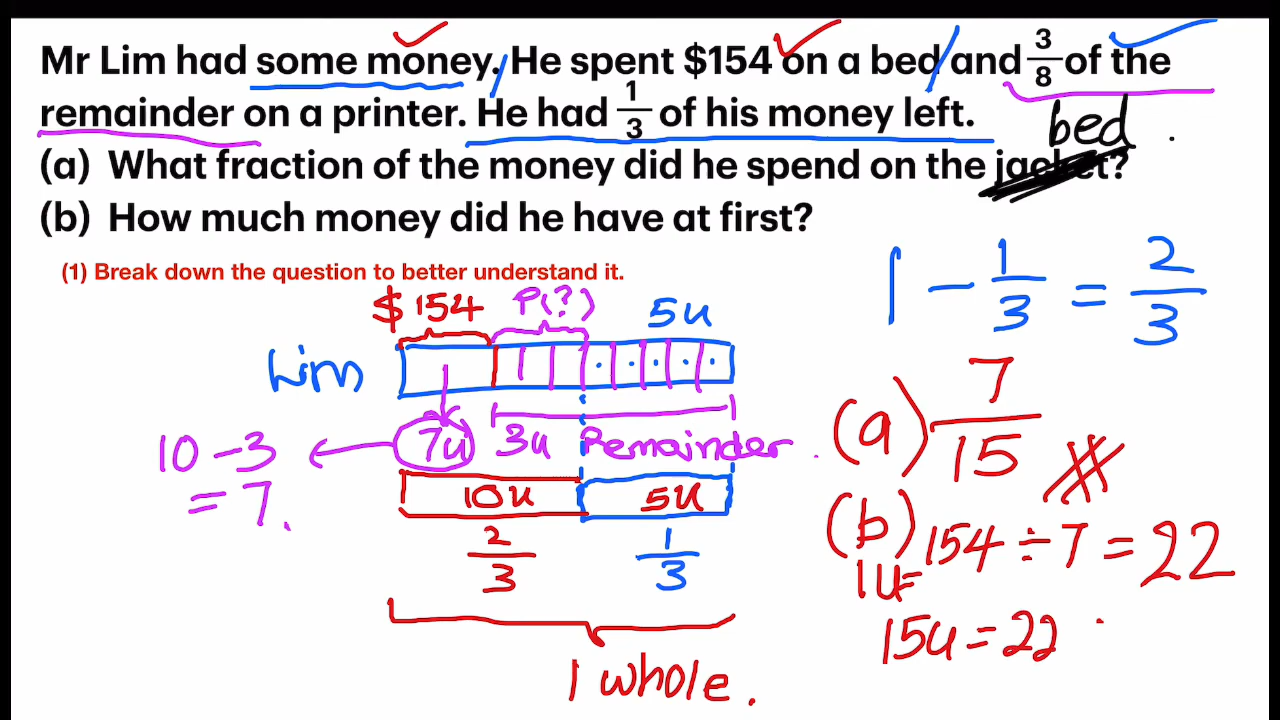 Mr Lim had some money. He spent $154 on a bed and 3/8 of the
remainder on a printer. He had 1/3 of his money left.
bed
(a) What fraction of the money did he spend on the jacket?
(b) How much money did he have at first?
(1) Break down the question to better understand it.
1 - 1/3 = 2/3
$154 P(?) 5u
Lim
7u 3u Remainder
10 - 3
= 7.
10u 5u
2/3 1/3
1 whole.
(a) 7/15
(b) 154 ÷ 7 = 22
1u=
15u = 22